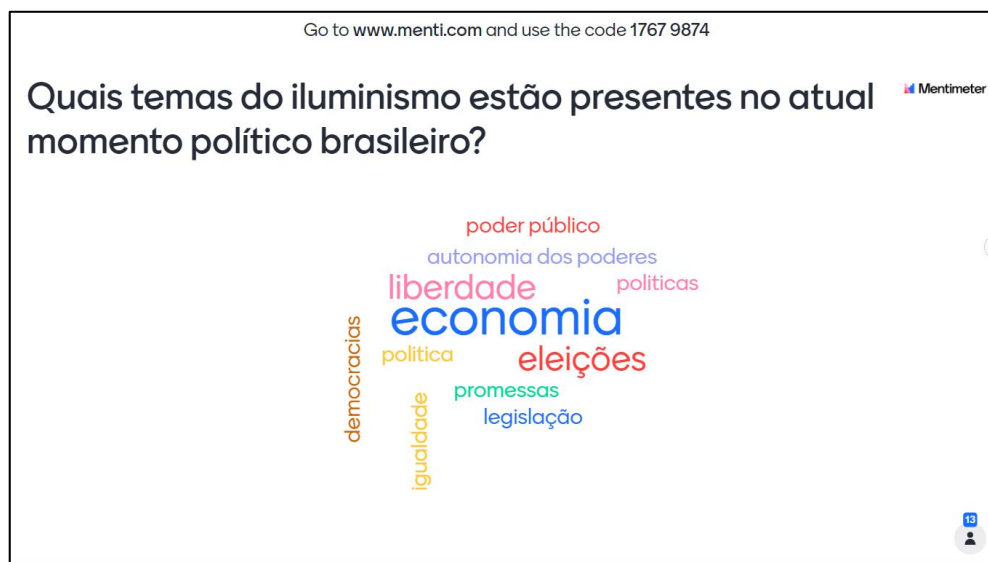 Go to www.menti.com and use the code 1767 9874
Mentimeter
Quais temas do iluminismo estão presentes no atual
momento político brasileiro?
poder público
autonomia dos poderes
liberdade
politicas
economia
democracias
politica
eleições
promessas
igualdade
legislação
13